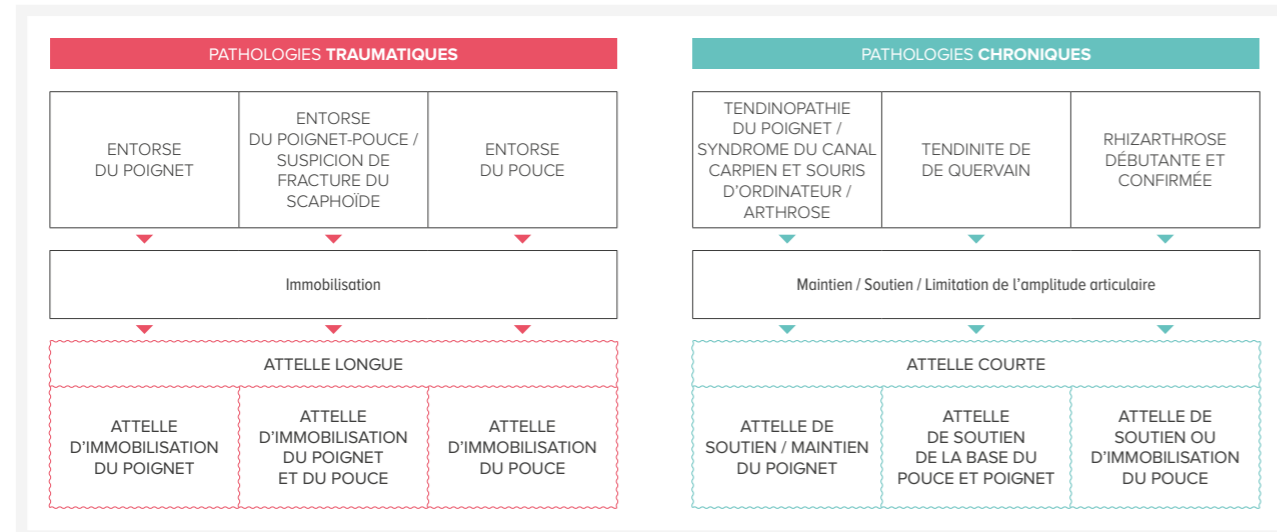 PATHOLOGIES TRAUMATIQUES
ENTORSE
DU POIGNET
ENTORSE
DU POIGNET-POUCE /
SUSPICION DE
FRACTURE DU
SCAPHOÏDE
ENTORSE
DU POUCE
Immobilisation
ATTELLE LONGUE
ATTELLE
D’IMMOBILISATION
DU POIGNET
ATTELLE
D’IMMOBILISATION
DU POIGNET
ET DU POUCE
ATTELLE
D’IMMOBILISATION
DU POUCE
PATHOLOGIES CHRONIQUES
TENDINOPATHIE
DU POIGNET /
SYNDROME DU CANAL
CARPIEN ET SOURIS
D’ORDINATEUR /
ARTHROSE
TENDINITE DE
DE QUERVAIN
RHIZARTHROSE
DÉBUTANTE ET
CONFIRMÉE
Maintien / Soutien / Limitation de l’amplitude articulaire
ATTELLE COURTE
ATTELLE DE
SOUTIEN / MAINTIEN
DU POIGNET
ATTELLE
DE SOUTIEN
DE LA BASE DU
POUCE ET POIGNET
ATTELLE DE
SOUTIEN OU
D’IMMOBILISATION
DU POUCE